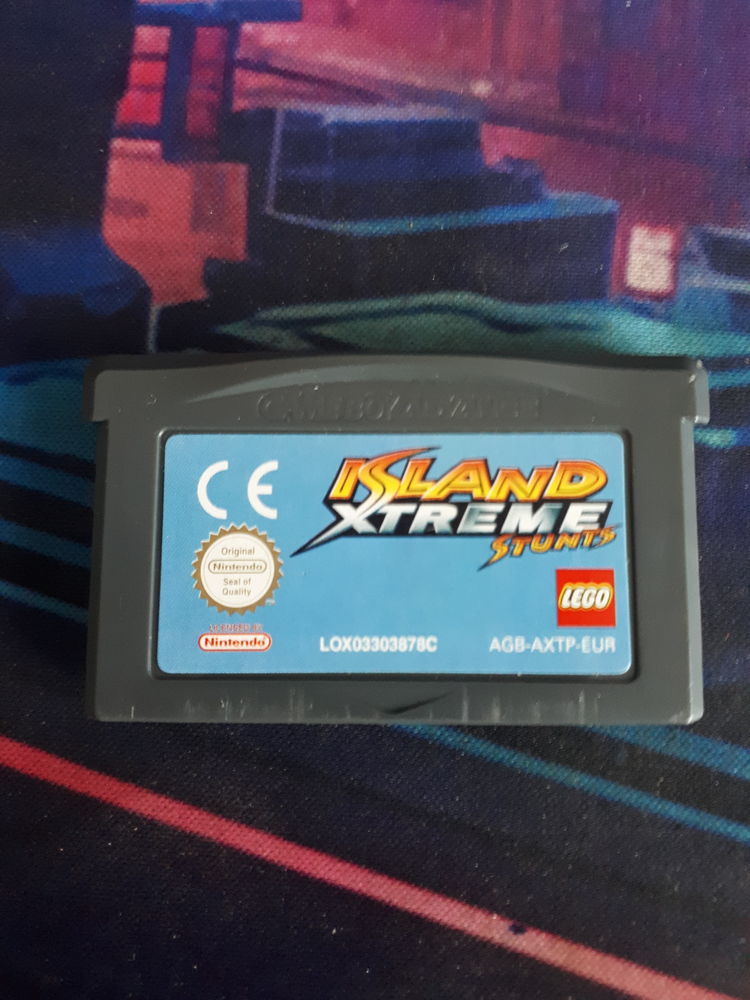 GAME BOY ADVANCE
CE
ISLAND
XTREME
STUNTS
Original
Nintendo
Seal of
Quality
LEGO
LICENSED BY
Nintendo
LOX03303878C
AGB-AXTP-EUR